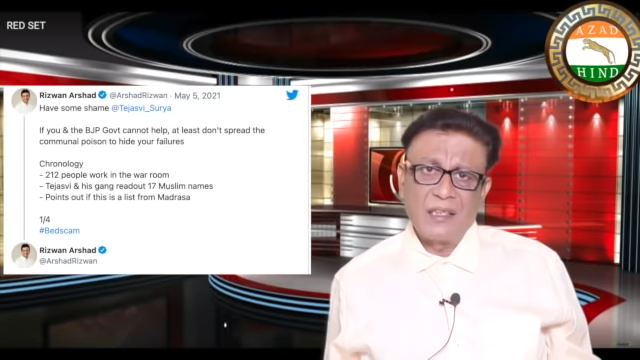 RED SET
AZAD
HIND
Rizwan Arshad @ArshadRizwan · May 5, 2021
Have some shame @Tejasvi_Surya
If you & the BJP Govt cannot help, at least don't spread the
communal poison to hide your failures
Chronology
- 212 people work in the war room
- Tejasvi & his gang readout 17 Muslim names
- Points out if this is a list from Madrasa
1/4
#Bedscam
Rizwan Arshad
@ArshadRizwan